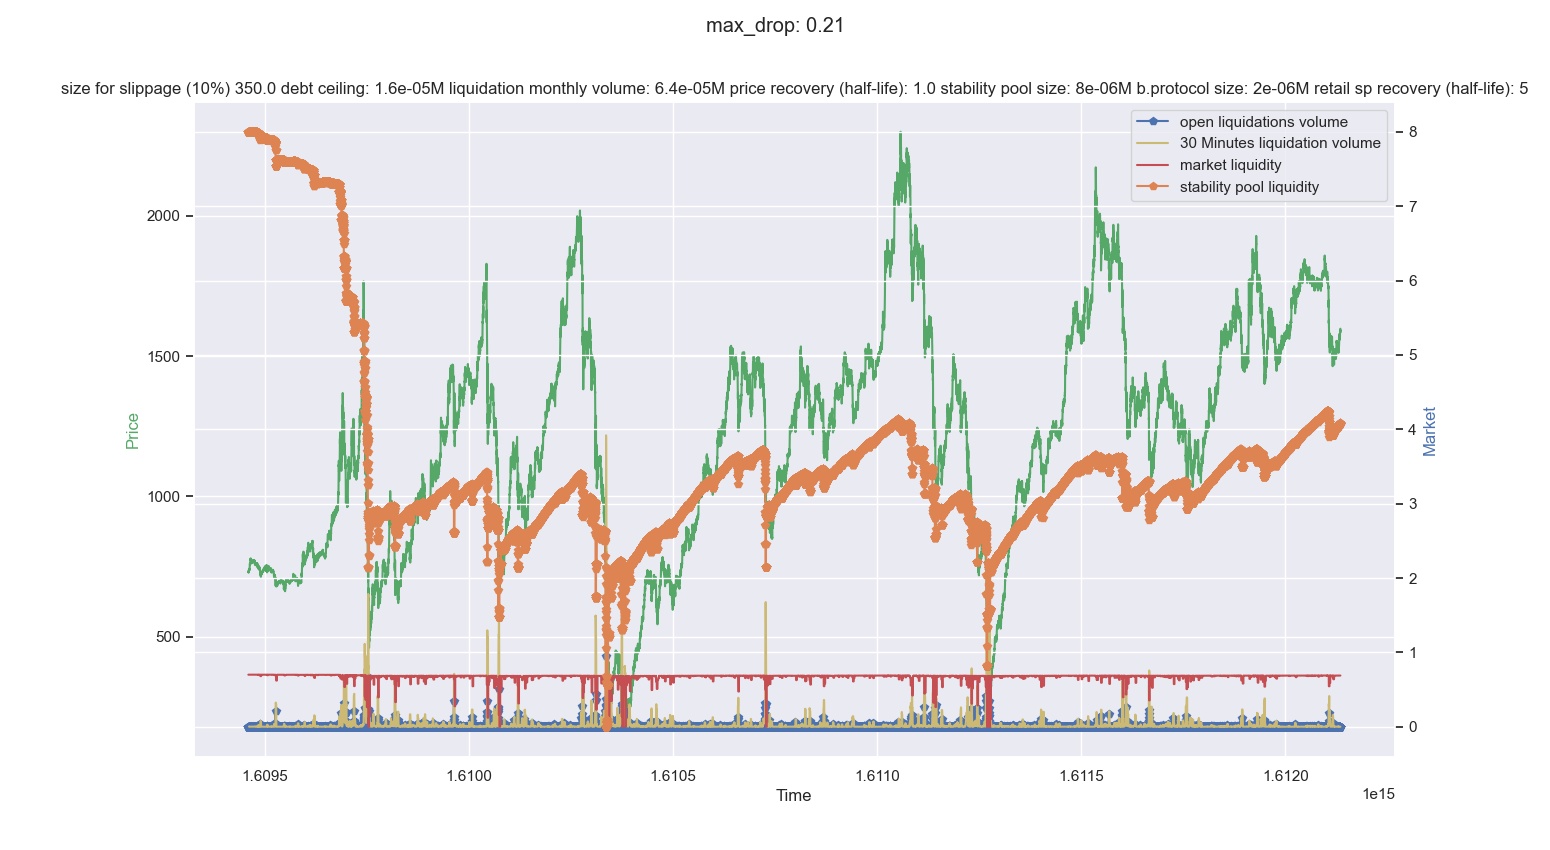 max_drop: 0.21
size for slippage (10%) 350.0 debt ceiling: 1.6e-05M liquidation monthly volume: 6.4e-05M price recovery (half-life): 1.0 stability pool size: 8e-06M b.protocol size: 2e-06M retail sp recovery (half-life): 5
open liquidations volume
30 Minutes liquidation volume
market liquidity
stability pool liquidity
Price
2000
1500
1000
500
8
7
6
5
4
3
2
1
0
Market
1.6095 1.6100 1.6105 1.6110 1.6115 1.6120
Time
1e15